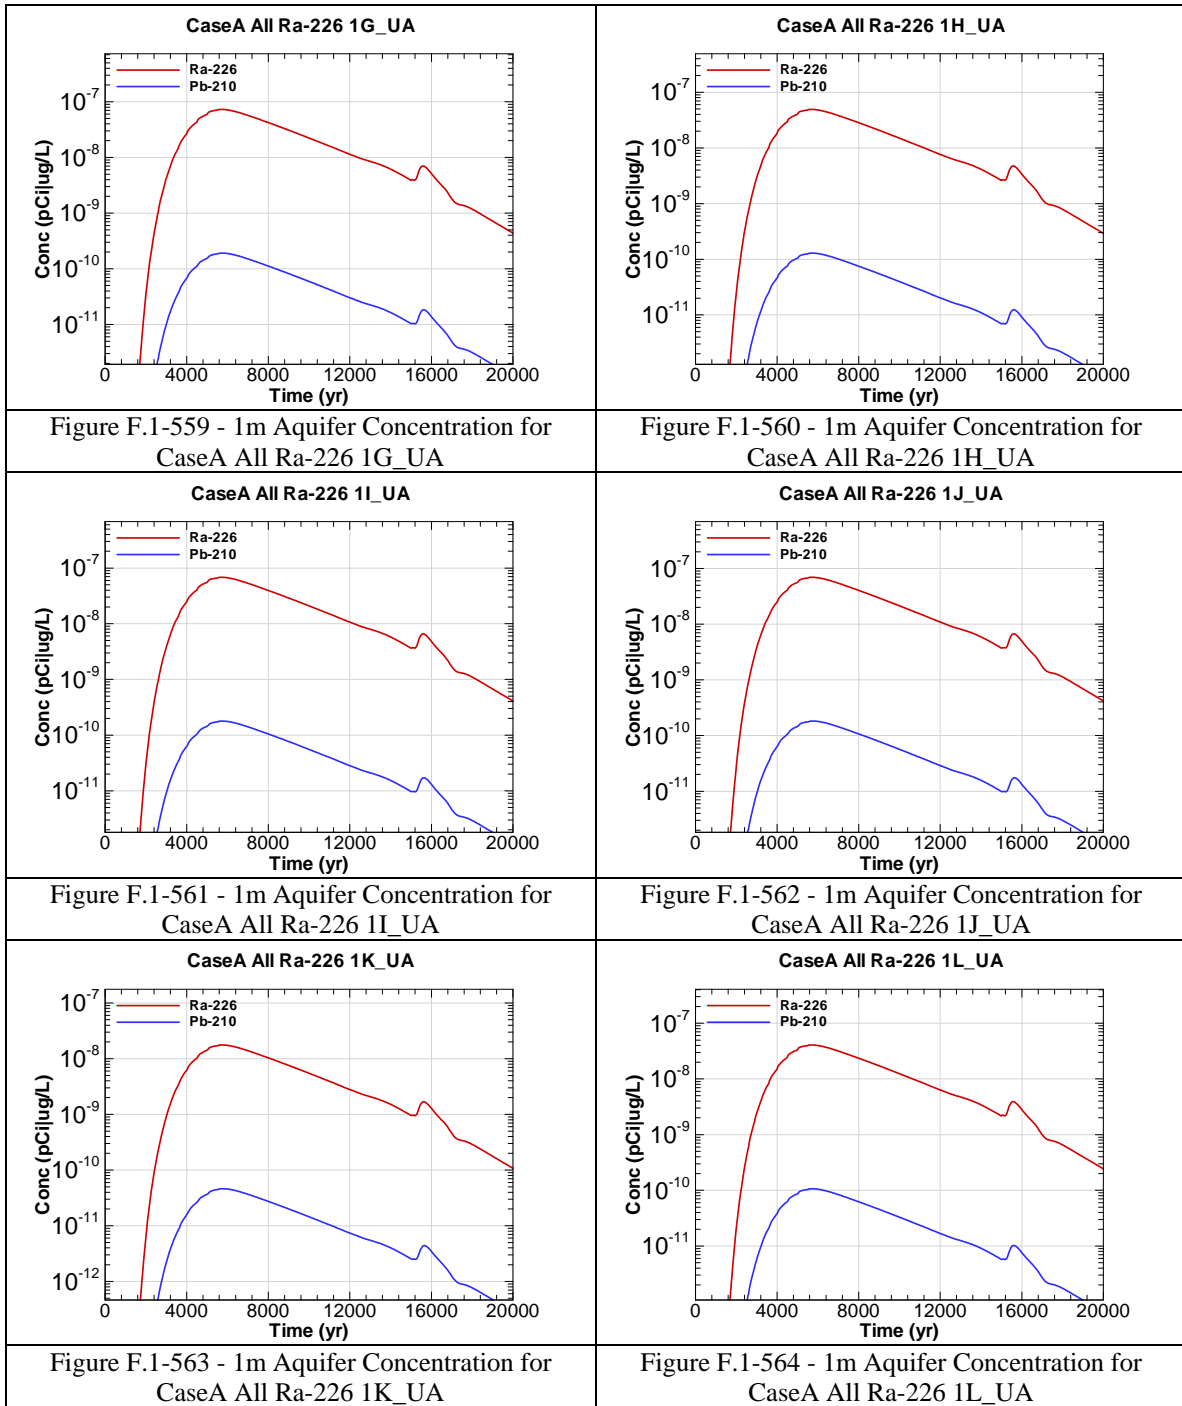 CaseA All Ra-226 1G_UA
Ra-226
Pb-210
10-7
10-8
10-9
10-10
10-11
Conc (pCi|ug/L)
0 4000 8000 12000 16000 20000
Time (yr)
Figure F.1-559 - 1m Aquifer Concentration for
CaseA All Ra-226 1G_UA
CaseA All Ra-226 1H_UA
Ra-226
Pb-210
10-7
10-8
10-9
10-10
10-11
Conc (pCi|ug/L)
0 4000 8000 12000 16000 20000
Time (yr)
Figure F.1-560 - 1m Aquifer Concentration for
CaseA All Ra-226 1H_UA
CaseA All Ra-226 1I_UA
Ra-226
Pb-210
10-7
10-8
10-9
10-10
10-11
Conc (pCi|ug/L)
0 4000 8000 12000 16000 20000
Time (yr)
Figure F.1-561 - 1m Aquifer Concentration for
CaseA All Ra-226 1I_UA
CaseA All Ra-226 1J_UA
Ra-226
Pb-210
10-7
10-8
10-9
10-10
10-11
Conc (pCi|ug/L)
0 4000 8000 12000 16000 20000
Time (yr)
Figure F.1-562 - 1m Aquifer Concentration for
CaseA All Ra-226 1J_UA
CaseA All Ra-226 1K_UA
Ra-226
Pb-210
10-7
10-8
10-9
10-10
10-11
10-12
Conc (pCi|ug/L)
0 4000 8000 12000 16000 20000
Time (yr)
Figure F.1-563 - 1m Aquifer Concentration for
CaseA All Ra-226 1K_UA
CaseA All Ra-226 1L_UA
Ra-226
Pb-210
10-7
10-8
10-9
10-10
10-11
Conc (pCi|ug/L)
0 4000 8000 12000 16000 20000
Time (yr)
Figure F.1-564 - 1m Aquifer Concentration for
CaseA All Ra-226 1L_UA